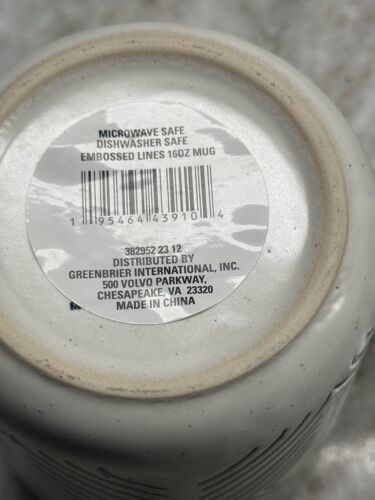 MICROWAVE SAFE
DISHWASHER SAFE
EMBOSSED LINES 16OZ MUG
1 95464 43910 4
382952 23 12
DISTRIBUTED BY
GREENBRIER INTERNATIONAL, INC.
500 VOLVO PARKWAY,
CHESAPEAKE, VA 23320
MADE IN CHINA